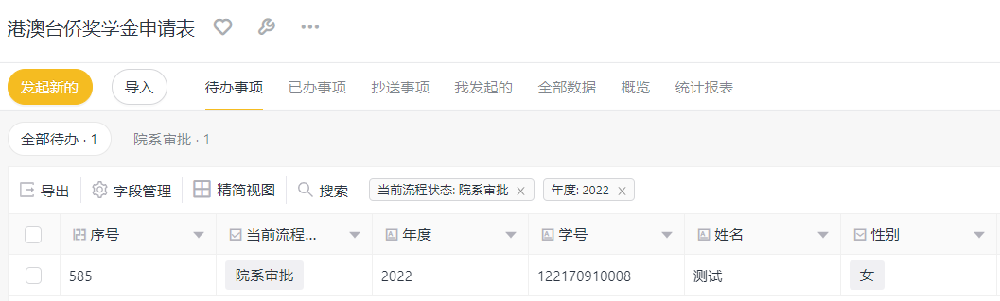 港澳台侨奖学金申请表
发起新的 导入 待办事项 已办事项 抄送事项 我发起的 全部数据 概览 统计报表
全部待办 · 1 院系审批 · 1
导出 字段管理 精简视图 搜索 当前流程状态: 院系审批 × 年度: 2022 ×
序号 当前流程... 年度 学号 姓名 性别
585 院系审批 2022 122170910008 测试 女